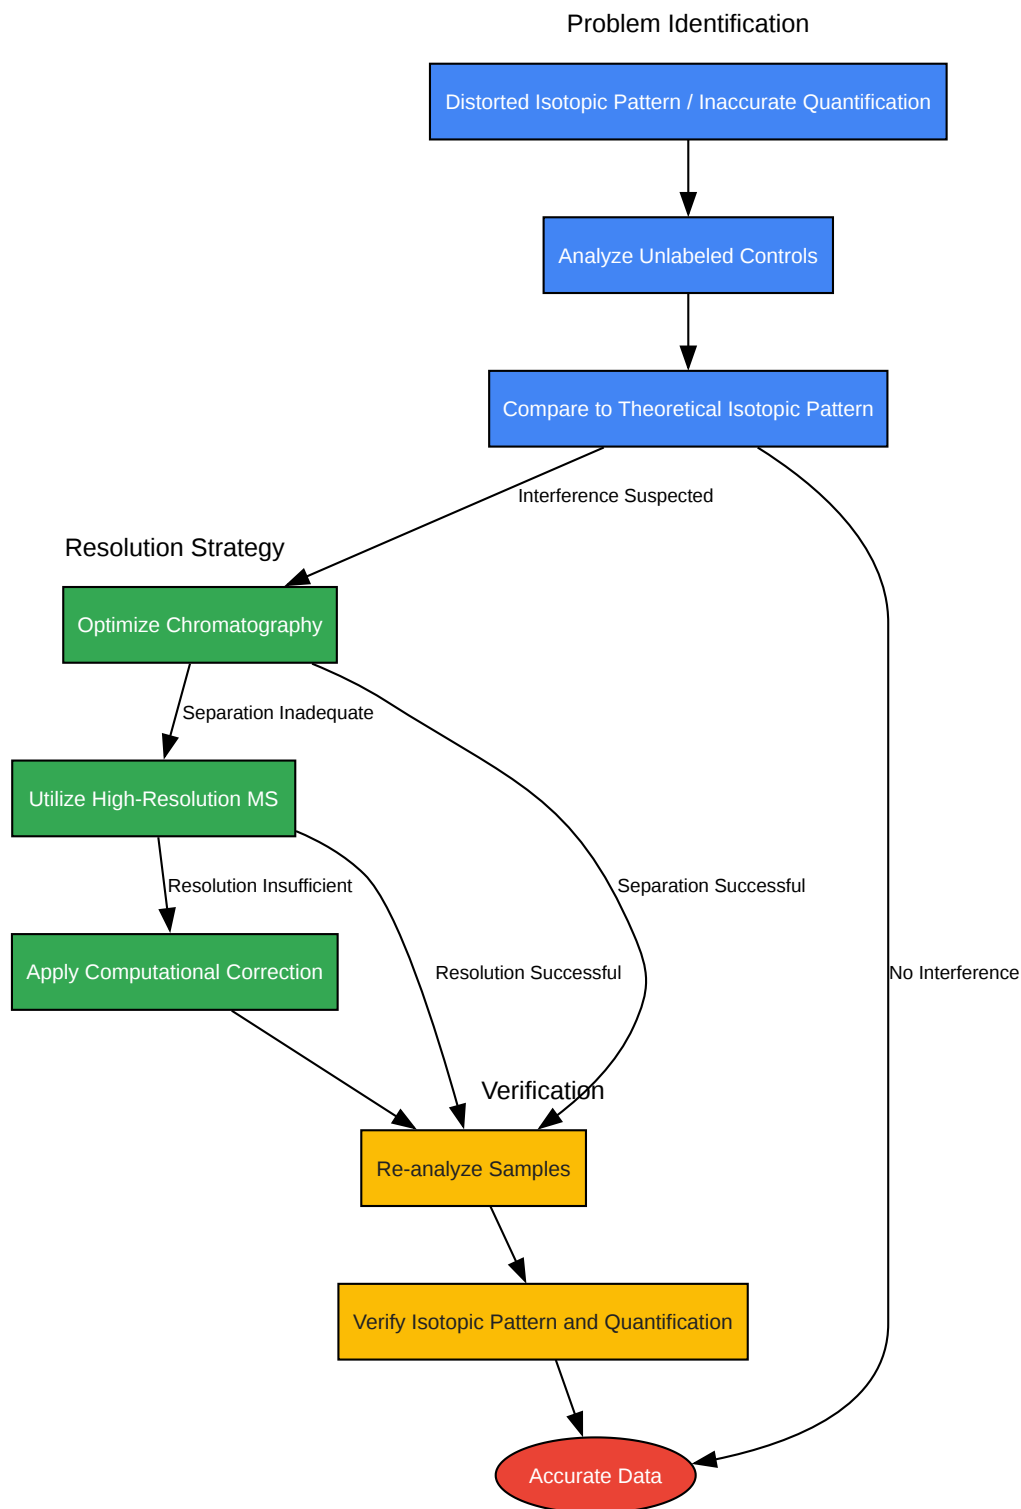 Problem Identification
Distorted Isotopic Pattern / Inaccurate Quantification
Analyze Unlabeled Controls
Compare to Theoretical Isotopic Pattern
Interference Suspected
Resolution Strategy
Optimize Chromatography
Separation Inadequate
Utilize High-Resolution MS
Resolution Insufficient
Separation Successful
Apply Computational Correction
Resolution Successful
No Interference
Verification
Re-analyze Samples
Verify Isotopic Pattern and Quantification
Accurate Data